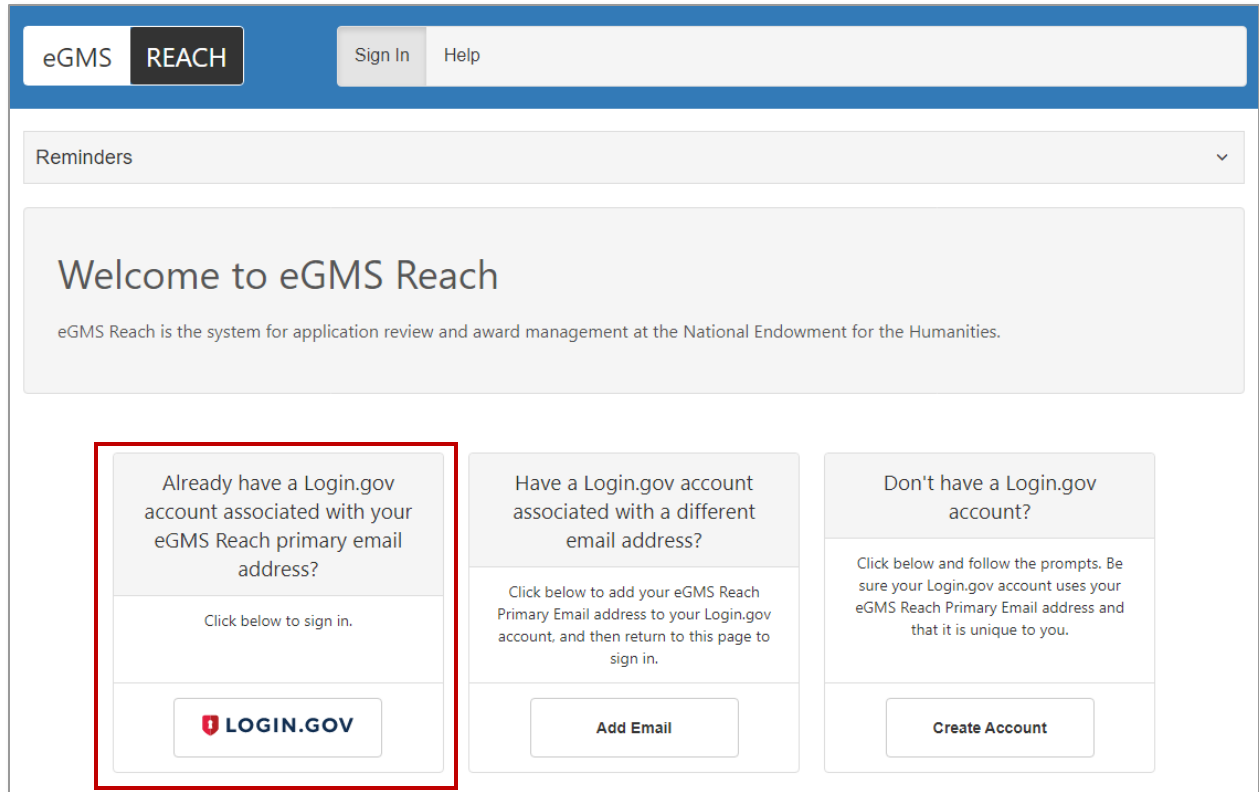 eGMS REACH
Sign In Help
Reminders
Welcome to eGMS Reach
eGMS Reach is the system for application review and award management at the National Endowment for the Humanities.
Already have a Login.gov
account associated with your
eGMS Reach primary email
address?
Click below to sign in.
LOGIN.GOV
Have a Login.gov account
associated with a different
email address?
Click below to add your eGMS Reach
Primary Email address to your Login.gov
account, and then return to this page to
sign in.
Add Email
Don't have a Login.gov
account?
Click below and follow the prompts. Be
sure your Login.gov account uses your
eGMS Reach Primary Email address and
that it is unique to you.
Create Account